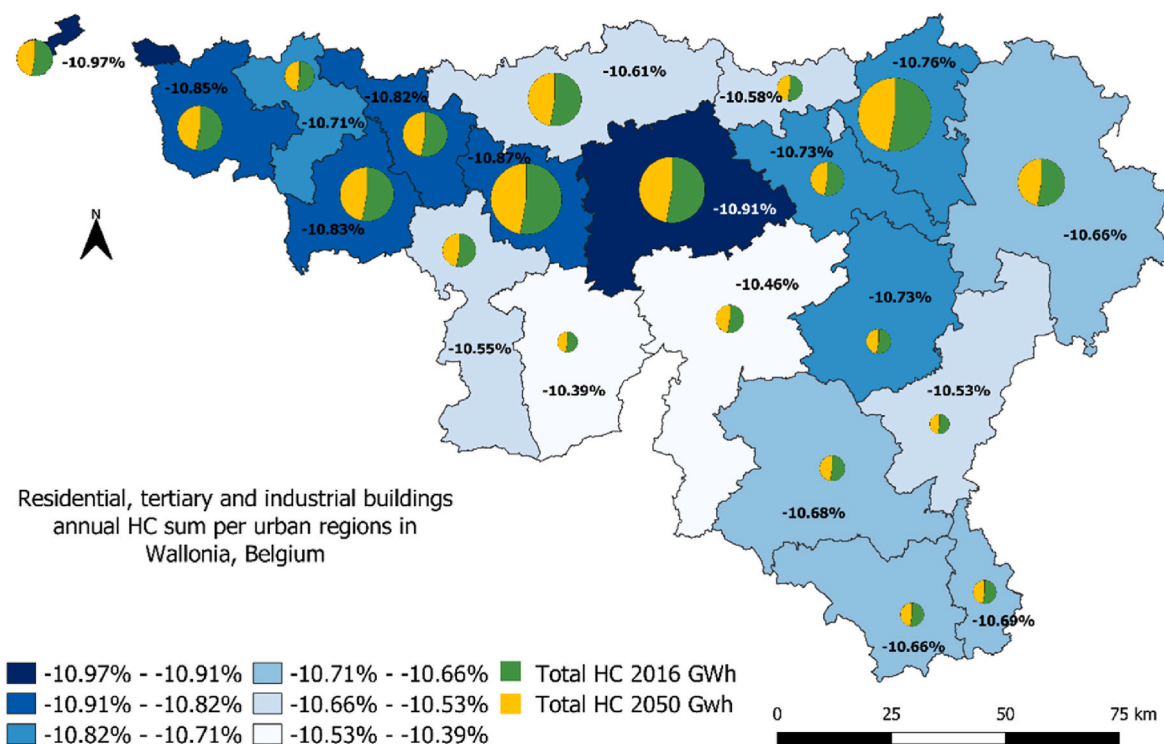 -10.97%
-10.85%
-10.71%
-10.82%
-10.61%
-10.58%
-10.76%
-10.87%
-10.73%
-10.91%
-10.83%
-10.66%
N
-10.46%
-10.73%
-10.55%
-10.39%
-10.53%
-10.68%
-10.69%
-10.66%
Residential, tertiary and industrial buildings
annual HC sum per urban regions in
Wallonia, Belgium
-10.97% - -10.91%
-10.91% - -10.82%
-10.82% - -10.71%
-10.71% - -10.66%
-10.66% - -10.53%
-10.53% - -10.39%
Total HC 2016 GWh
Total HC 2050 Gwh
0 25 50 75 km